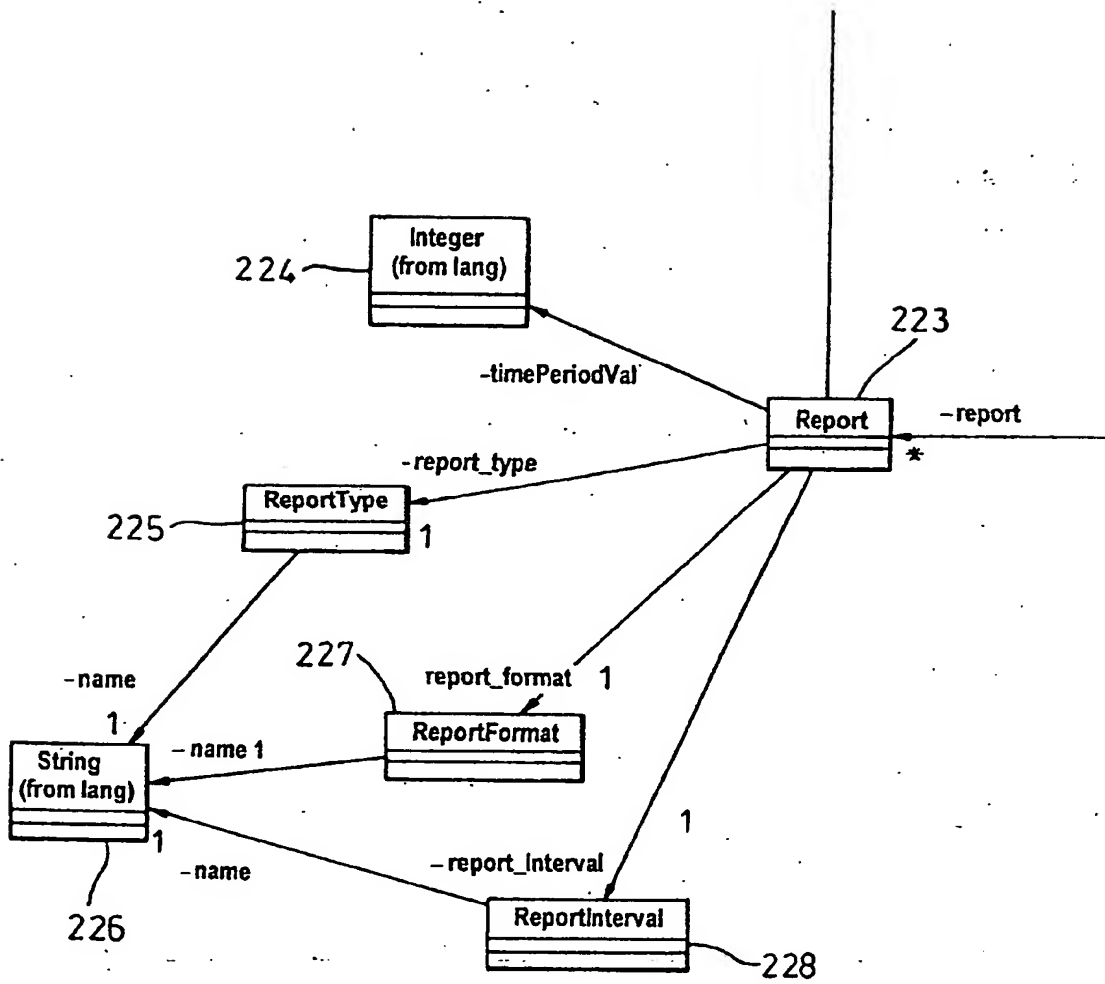 Integer
(from lang)
224
223
-timePeriodVal
Report
-report
*
-report_type
ReportType
225
1
227
report_format 1
-name
1
ReportFormat
String
(from lang)
-name 1
1
1
-report_Interval
-name
ReportInterval
226
228